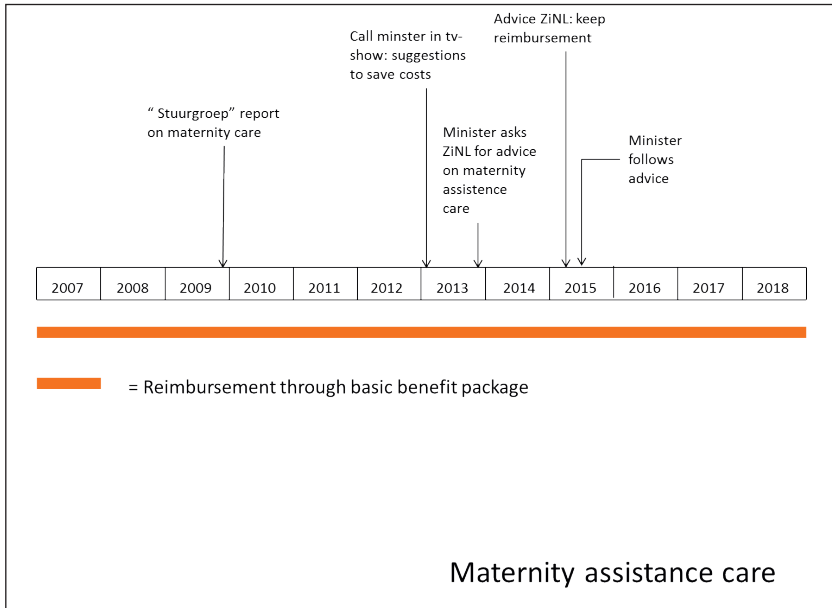 Advice ZiNL: keep
reimbursement
Call minster in tv-
show: suggestions
to save costs
“ Stuurgroep” report
on maternity care
Minister asks
ZiNL for advice
on maternity
assistence
care
Minister
follows
advice
2007 2008 2009 2010 2011 2012 2013 2014 2015 2016 2017 2018
= Reimbursement through basic benefit package
Maternity assistance care